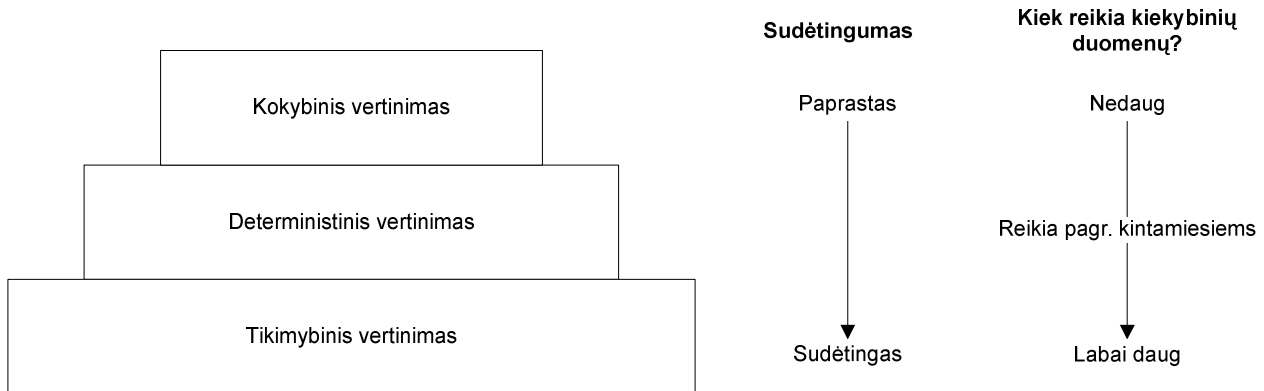 Sudėtingumas
Kiek reikia kiekybinių
duomenų?
Kokybinis vertinimas
Paprastas
Nedaug
Deterministinis vertinimas
Reikia pagr. kintamiesiems
Tikimybinis vertinimas
Sudėtingas
Labai daug